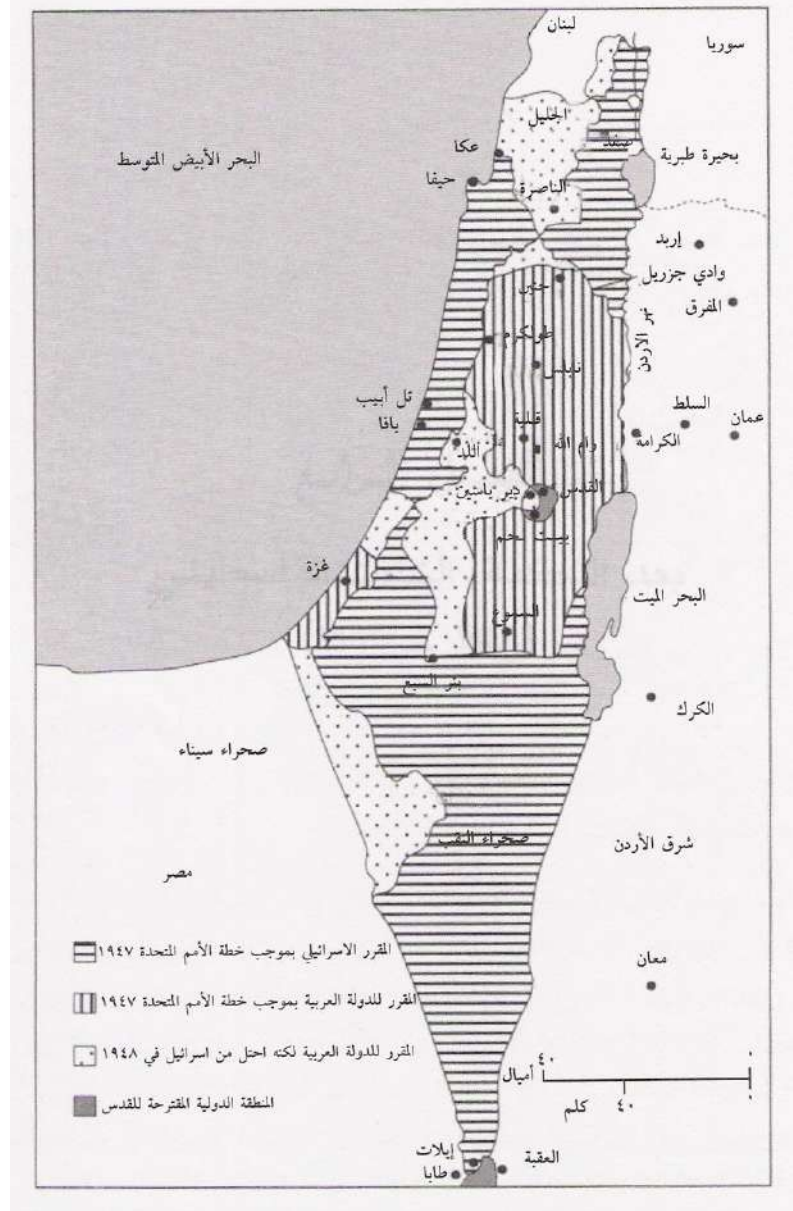 لبنان
سوريا
الجليل
صفد
عكا
البحر الأبيض المتوسط
بحيرة طبرية
حيفا
الناصرة
إربد
وادي جزريل
جنين
المفرق
نهر الأردن
طولكرم
نابلس
تل أبيب
السلط
قبلية
عمان
يافا
الكرامة
رام الله
اللد
القدس
دير ياسين
بيت لحم
غزة
البحر الميت
السموع
بئر السبع
الكرك
صحراء سيناء
صحراء النقب
شرق الأردن
مصر
المقرر الاسرائيلي بموجب خطة الأمم المتحدة ١٩٤٧
معان
المقرر للدولة العربية بموجب خطة الأمم المتحدة ١٩٤٧
المقرو للدولة العربية لكنه احتل من اسرائيل في ١٩٤٨
٤٠ ٠
أميال
كلم ٤٠ ٠
المنطقة الدولية المقترحة للقدس
إيلات
العقبة
طابا